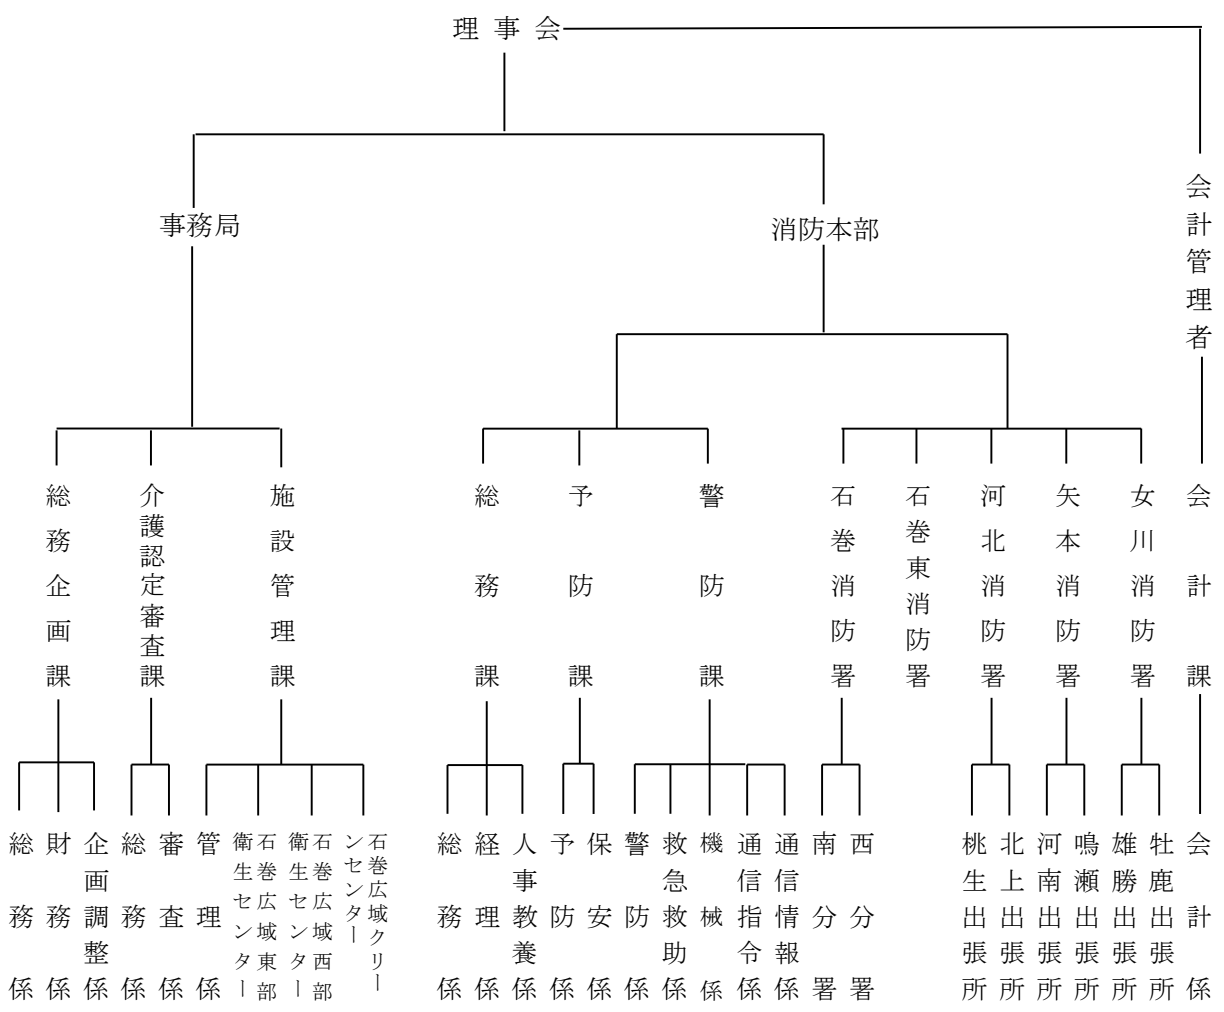 理事会
会計管理者
事務局
消防本部
総務企画課
介護認定審査課
施設管理課
総務課
予防課
警防課
石巻消防署
石巻東消防署
河北消防署
矢本消防署
女川消防署
会計課
総務係
財務係
企画調整係
総務係
審査係
管理係
石巻広域東部
衛生センター
石巻広域西部
衛生センター
石巻広域クリー
ンセンター
総務係
経理係
人事教養係
予防係
保安係
警防係
救急救助係
機械係
通信指令係
通信情報係
南分署
西分署
桃生出張所
北上出張所
河南出張所
鳴瀬出張所
雄勝出張所
牡鹿出張所
会計係